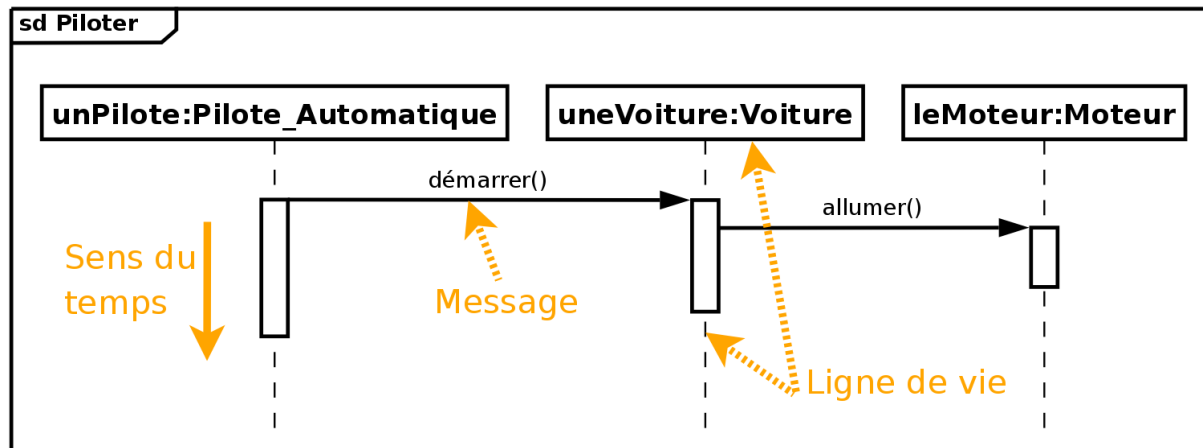 sd Piloter
unPilote:Pilote_Automatique
uneVoiture:Voiture
leMoteur:Moteur
démarrer()
allumer()
Sens du
temps
Message
Ligne de vie